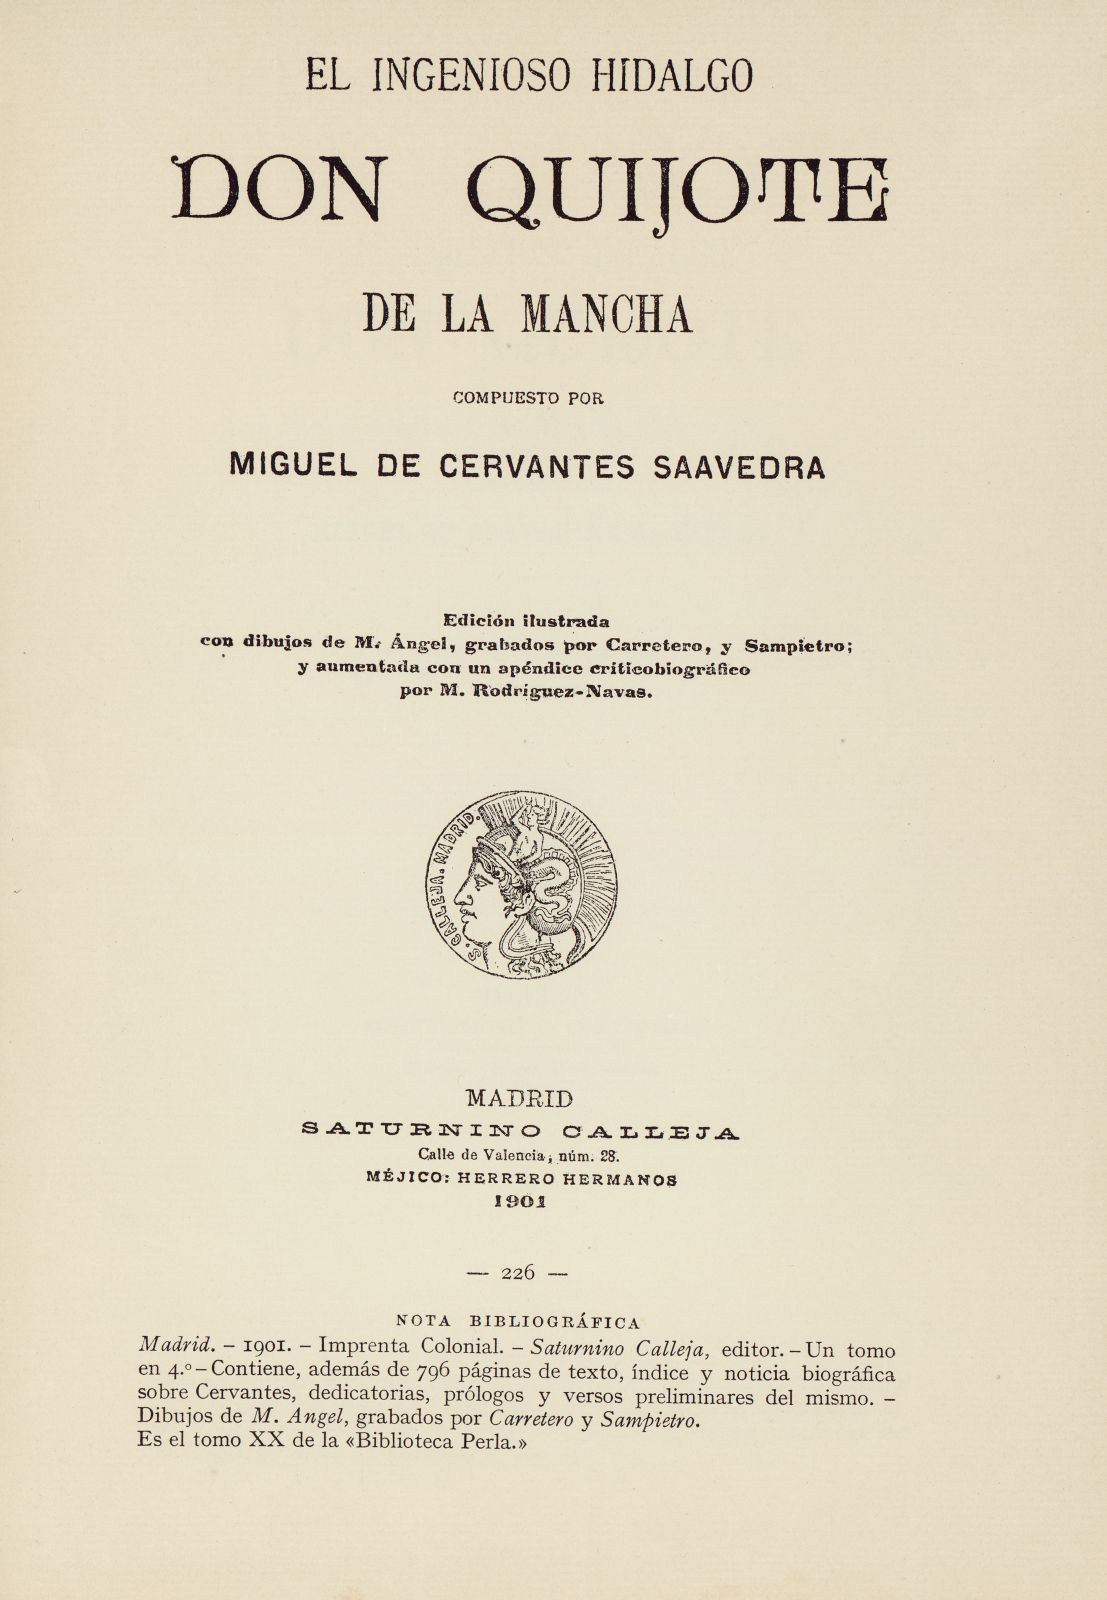 EL INGENIOSO HIDALGO
DON QUIJOTE
DE LA MANCHA
COMPUESTO POR
MIGUEL DE CERVANTES SAAVEDRA
Edición ilustrada
con dibujos de M. Ángel, grabados por Carretero, y Sampietro;
y aumentada con un apéndice criticobiográfico
por M. Rodríguez-Navas.
S. CALLEJA. MADRID.
MADRID
SATURNINO CALLEJA
Calle de Valencia, núm. 28.
MÉJICO: HERRERO HERMANOS
1901
— 226 —
NOTA BIBLIOGRÁFICA
Madrid. – 1901. – Imprenta Colonial. – Saturnino Calleja, editor. – Un tomo
en 4.º – Contiene, además de 796 páginas de texto, índice y noticia biográfica
sobre Cervantes, dedicatorias, prólogos y versos preliminares del mismo. –
Dibujos de M. Angel, grabados por Carretero y Sampietro.
Es el tomo XX de la «Biblioteca Perla.»